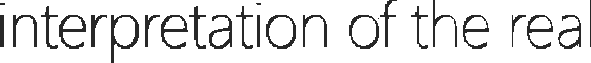 interpretation of the real